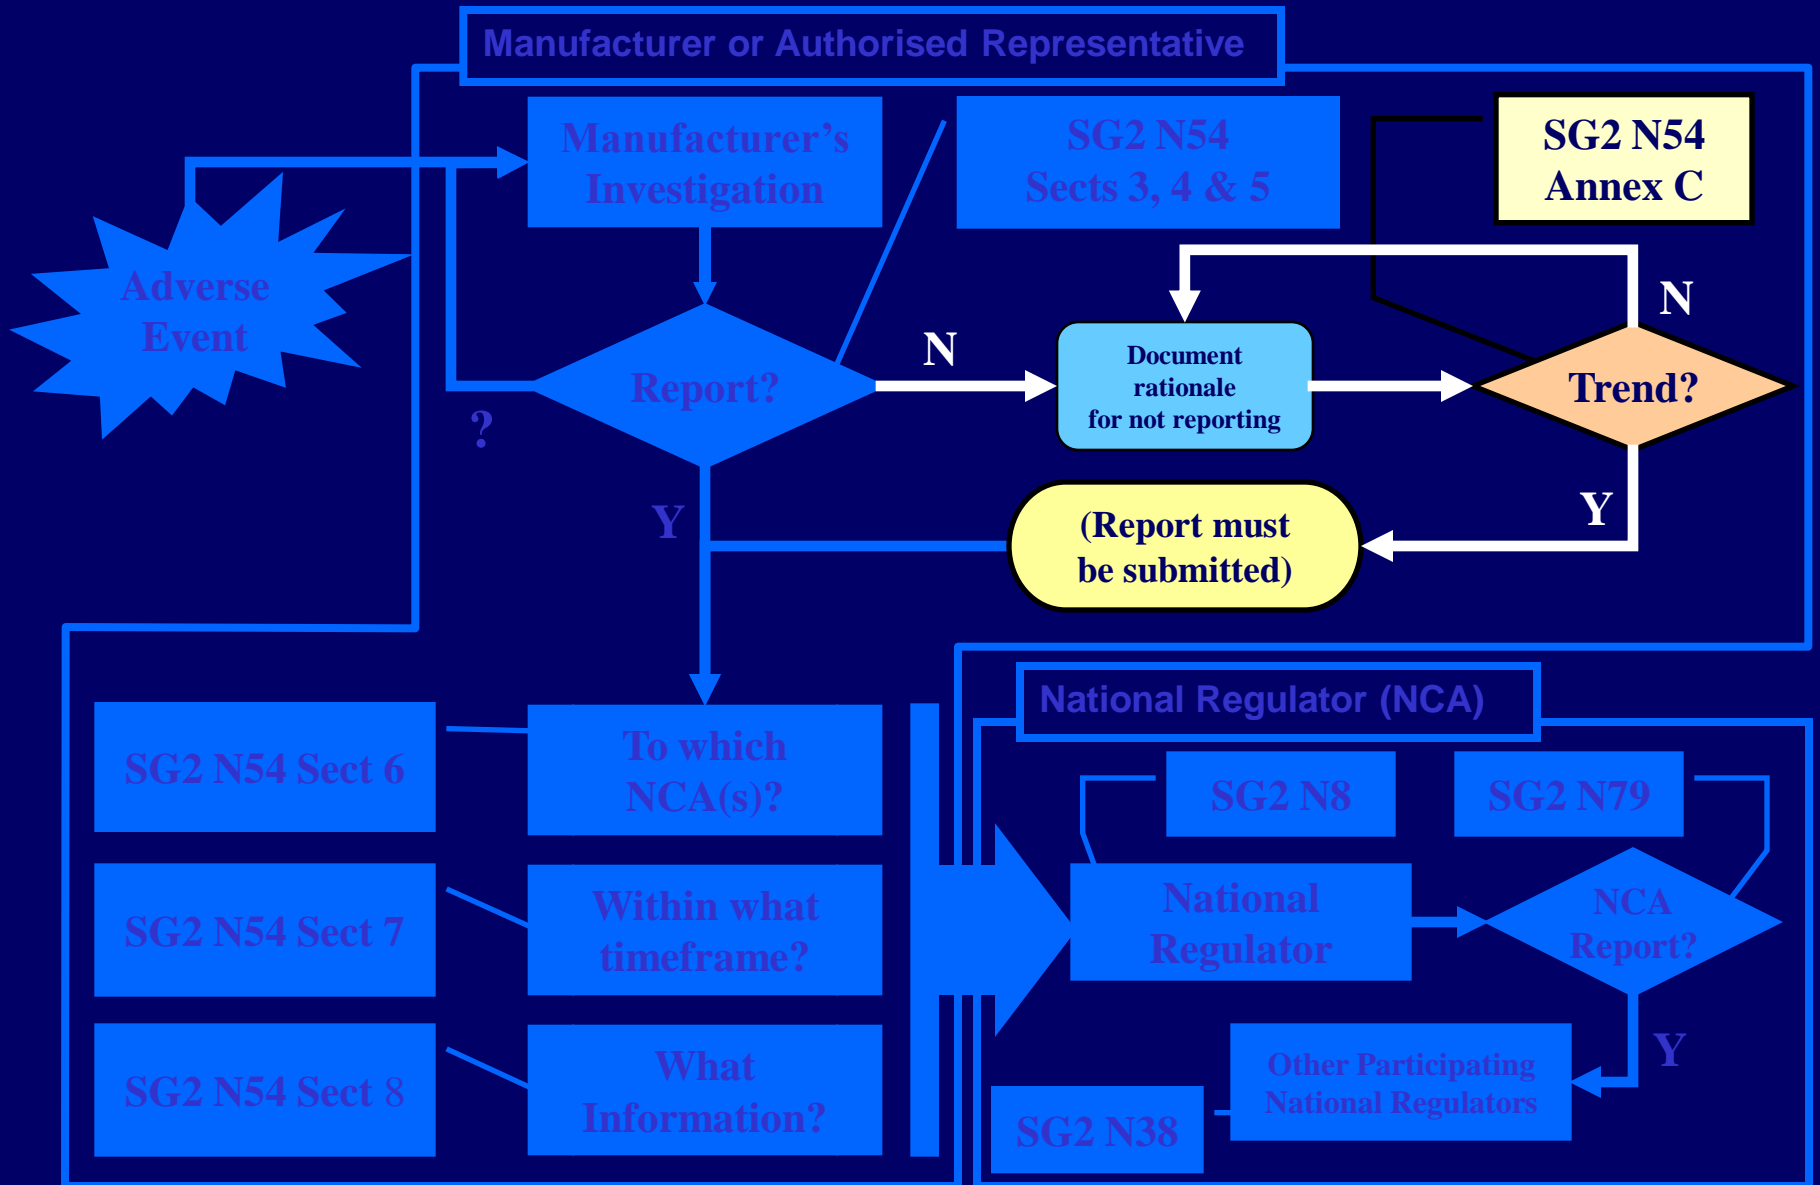 Manufacturer or Authorised Representative
Manufacturer's
Investigation
SG2 N54
Sects 3, 4 & 5
SG2 N54
Annex C
Adverse
Event
Report?
?
N
Document
rationale
for not reporting
Trend?
N
Y
Y
(Report must
be submitted)
SG2 N54 Sect 6
To which
NCA(s)?
SG2 N54 Sect 7
Within what
timeframe?
SG2 N54 Sect 8
What
Information?
National Regulator (NCA)
SG2 N8
SG2 N79
National
Regulator
NCA
Report?
Y
Other Participating
National Regulators
SG2 N38